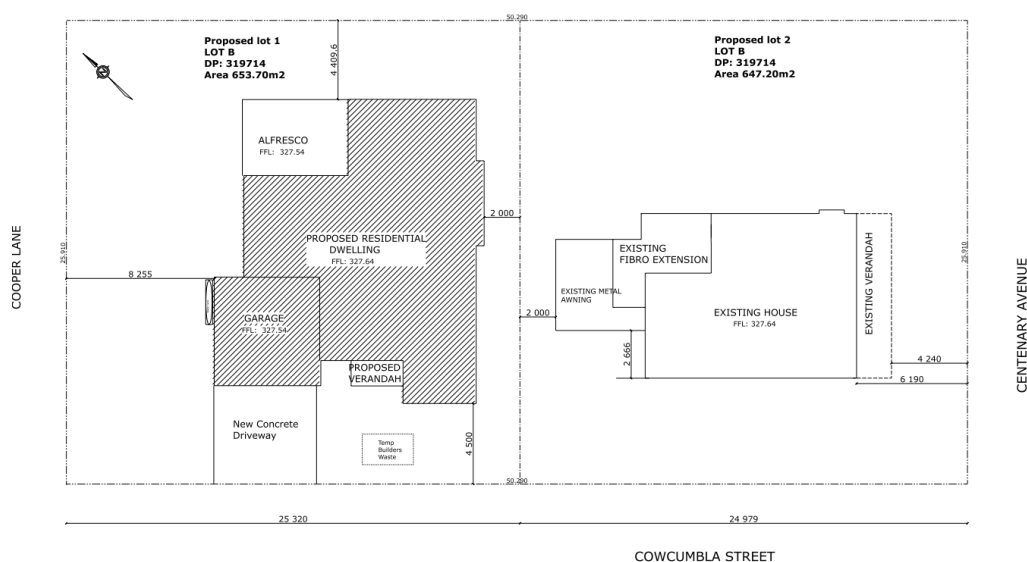 50.290
Proposed lot 1
LOT B
DP: 319714
Area 653.70m2
4 409.6
Proposed lot 2
LOT B
DP: 319714
Area 647.20m2
ALFRESCO
FFL: 327.54
2 000
PROPOSED RESIDENTIAL
DWELLING
FFL: 327.64
COOPER LANE
25.910
8 255
GARAGE
FFL: 327.54
PROPOSED
VERANDAH
New Concrete
Driveway
Temp
Builders
Waste
4 500
EXISTING
FIBRO EXTENSION
EXISTING METAL
AWNING
2 000
2 666
EXISTING HOUSE
FFL: 327.64
EXISTING VERANDAH
25.910
4 240
6 190
CENTENARY AVENUE
50.290
25 320
24 979
COWCUMBLA STREET